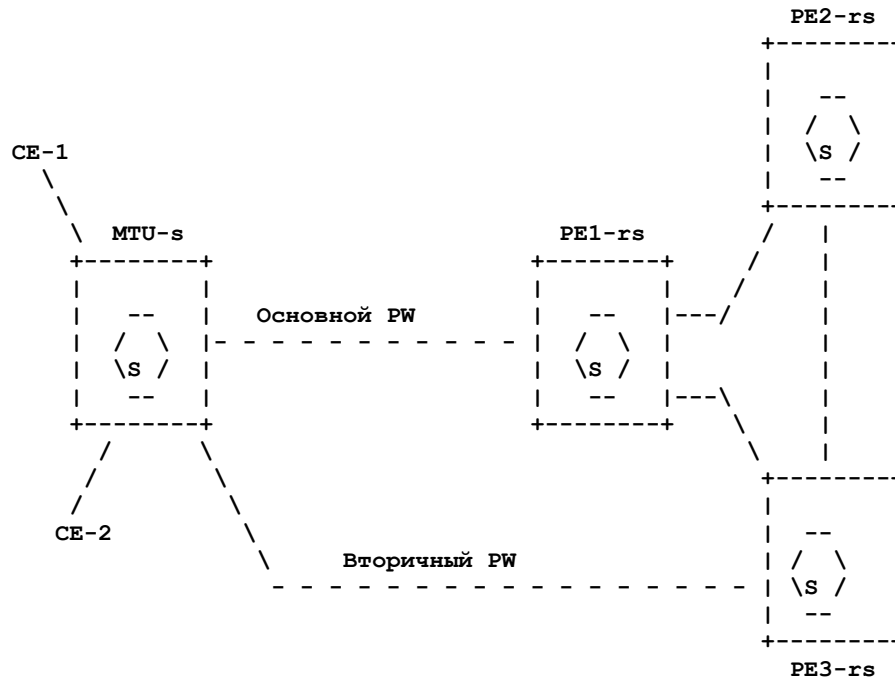 PE2-rs
S
CE-1
MTU-s PE1-rs
Основной PW
S S
CE-2
Вторичный PW
S
PE3-rs